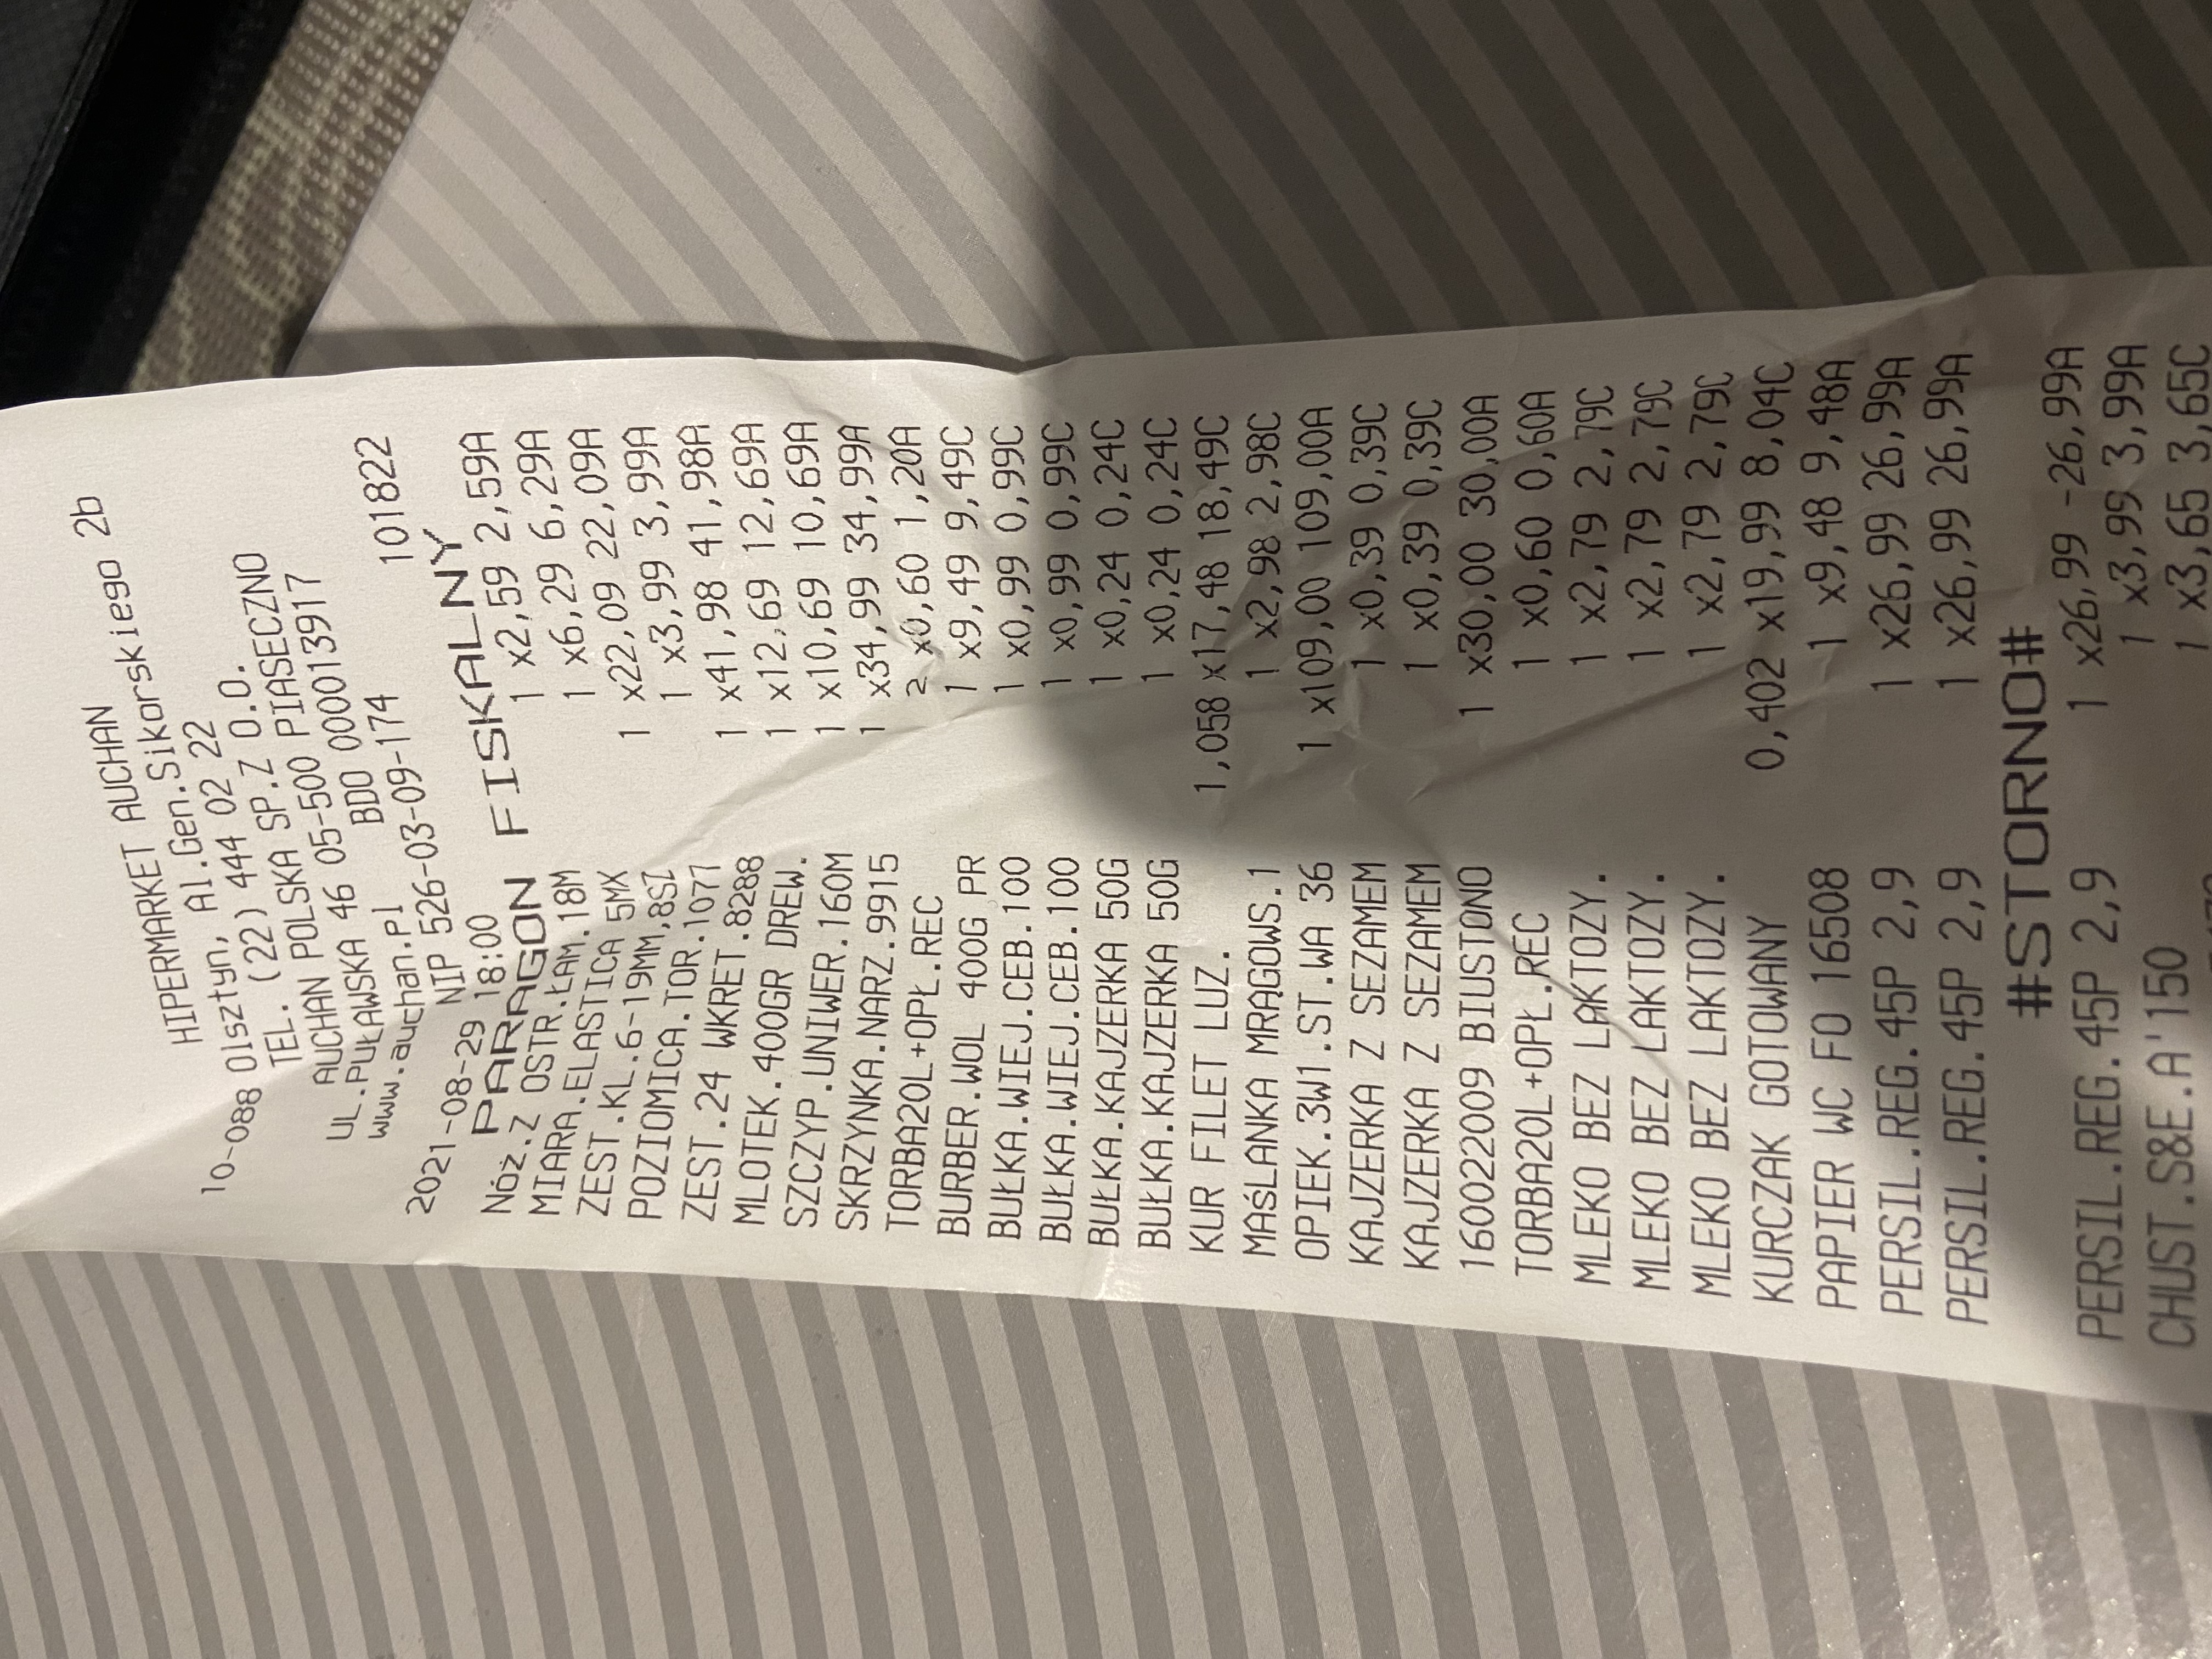 HIPERMARKET AUCHAN
10-088 Olsztyn, Al.Gen.Sikorskiego 2b
TEL. (22) 444 02 22
AUCHAN POLSKA SP.Z O.O.
UL.PUŁAWSKA 46 05-500 PIASECZNO
www.auchan.pl BDO 000013917
NIP 526-03-09-174
2021-08-29 18:00 101822
PARAGON FISKALNY
Nóż.Z OSTR.ŁAM.18M 1 x2,59 2,59A
MIARA.ELASTICA 5MX 1 x6,29 6,29A
ZEST.KL.6-19MM,8SZ 1 x22,09 22,09A
POZIOMICA.TOR.1077 1 x3,99 3,99A
ZEST.24 WKRET.8288 1 x41,98 41,98A
MLOTEK.400GR DREW. 1 x12,69 12,69A
SZCZYP.UNIWER.160M 1 x10,69 10,69A
SKRZYNKA.NARZ.9915 1 x34,99 34,99A
TORBA20L+OPŁ.REC 2 x0,60 1,20A
BURBER.WOL 400G PR 1 x9,49 9,49C
BUŁKA.WIEJ.CEB.100 1 x0,99 0,99C
BUŁKA.WIEJ.CEB.100 1 x0,99 0,99C
BUŁKA.KAJZERKA 50G 1 x0,24 0,24C
BUŁKA.KAJZERKA 50G 1 x0,24 0,24C
KUR FILET LUZ. 1,058 x17,48 18,49C
MAśLANKA MRĄGOWS.1 1 x2,98 2,98C
OPIEK.3W1.ST.WA 36 1 x109,00 109,00A
KAJZERKA Z SEZAMEM 1 x0,39 0,39C
KAJZERKA Z SEZAMEM 1 x0,39 0,39C
160022009 BIUSTONO 1 x30,00 30,00A
TORBA20L+OPŁ.REC 1 x0,60 0,60A
MLEKO BEZ LAKTOZY. 1 x2,79 2,79C
MLEKO BEZ LAKTOZY. 1 x2,79 2,79C
MLEKO BEZ LAKTOZY. 1 x2,79 2,79C
KURCZAK GOTOWANY 0,402 x19,99 8,04C
PAPIER WC FO 16508 1 x9,48 9,48A
PERSIL.REG.45P 2,9 1 x26,99 26,99A
PERSIL.REG.45P 2,9 1 x26,99 26,99A
#STORNO#
PERSIL.REG.45P 2,9 1 x26,99 -26,99A
CHUST.S&E.A'150 1 x3,99 3,99A
1 x3,65 3,65C